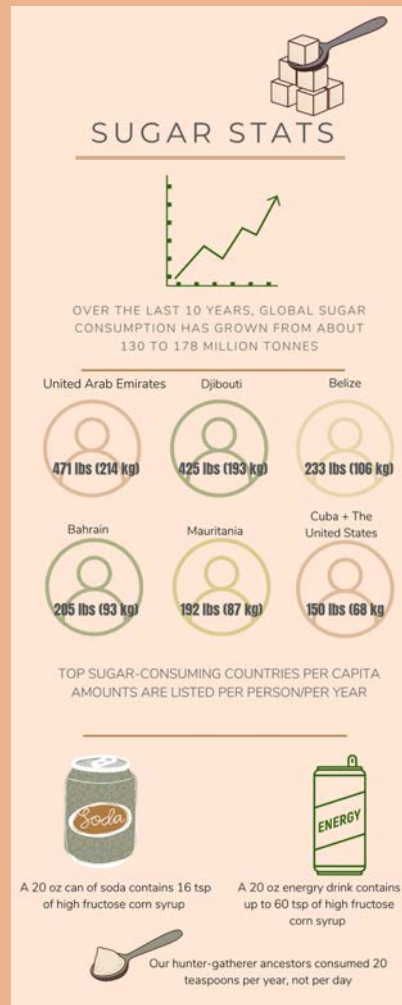 SUGAR STATS
OVER THE LAST 10 YEARS, GLOBAL SUGAR
CONSUMPTION HAS GROWN FROM ABOUT
130 TO 178 MILLION TONNES
United Arab Emirates
471 lbs (214 kg)
Djibouti
425 lbs (193 kg)
Belize
233 lbs (106 kg)
Bahrain
205 lbs (93 kg)
Mauritania
192 lbs (87 kg)
Cuba + The
United States
150 lbs (68 kg
TOP SUGAR-CONSUMING COUNTRIES PER CAPITA
AMOUNTS ARE LISTED PER PERSON/PER YEAR
Soda
A 20 oz can of soda contains 16 tsp
of high fructose corn syrup
ENERGY
A 20 oz energry drink contains
up to 60 tsp of high fructose
corn syrup
Our hunter-gatherer ancestors consumed 20
teaspoons per year, not per day